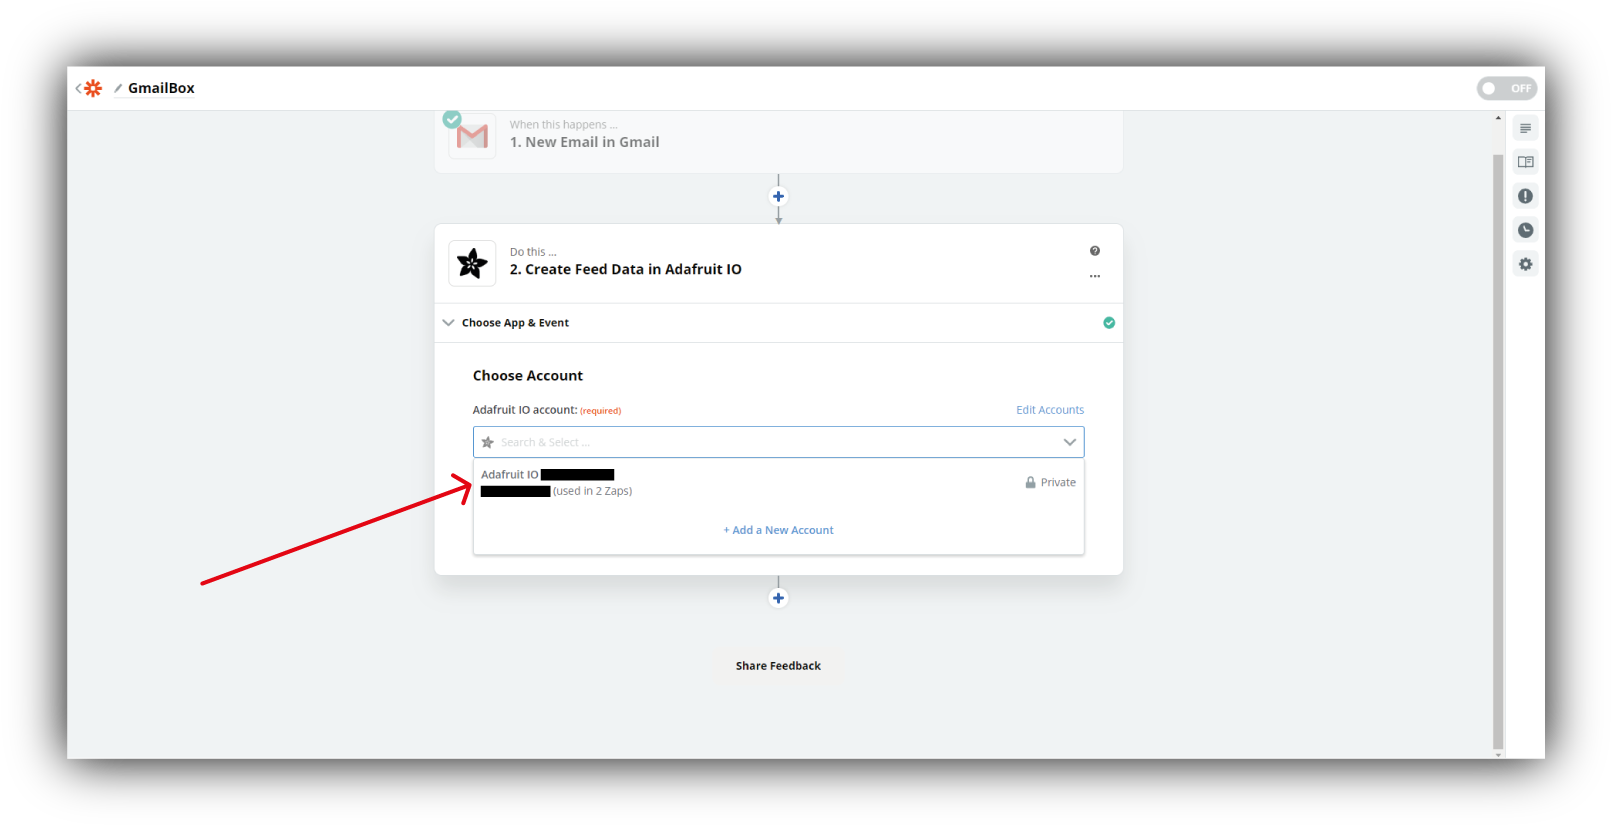 GmailBox
OFF
When this happens ...
1. New Email in Gmail
Do this ...
2. Create Feed Data in Adafruit IO
Choose App & Event
Choose Account
Adafruit IO account: (required)
Edit Accounts
Search & Select ...
Adafruit IO
(used in 2 Zaps)
Private
+ Add a New Account
Share Feedback